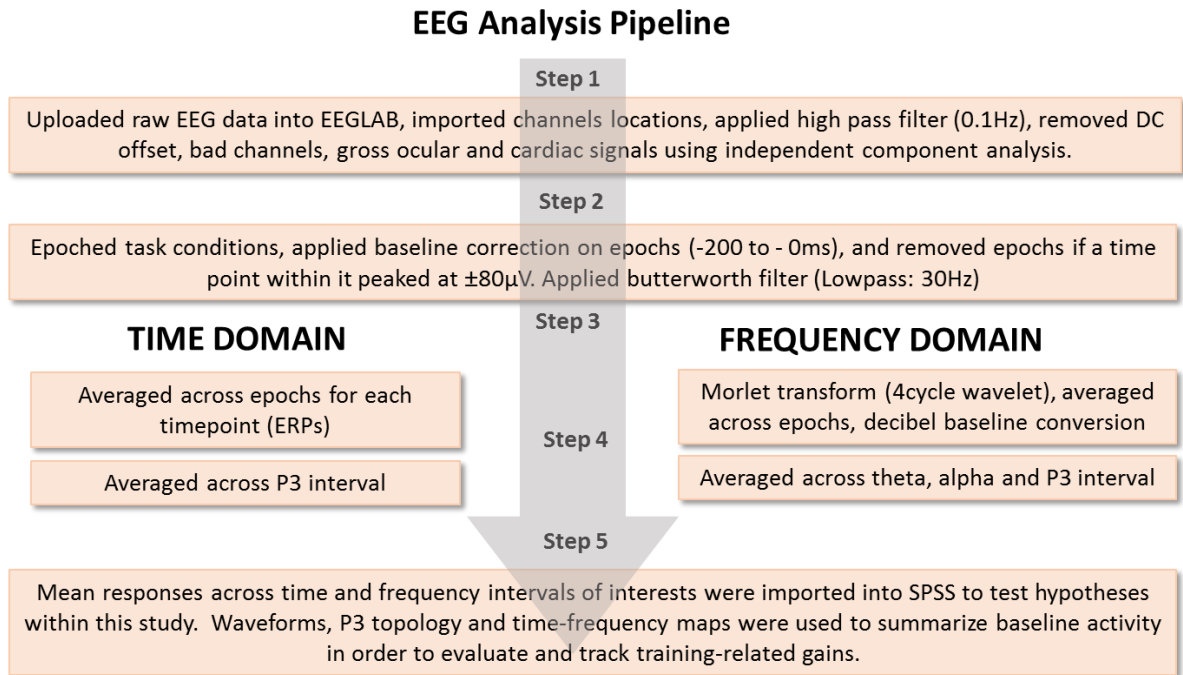 EEG Analysis Pipeline
Step 1
Uploaded raw EEG data into EEGLAB, imported channels locations, applied high pass filter (0.1Hz), removed DC
offset, bad channels, gross ocular and cardiac signals using independent component analysis.
Step 2
Epoched task conditions, applied baseline correction on epochs (-200 to - 0ms), and removed epochs if a time
point within it peaked at ±80µV. Applied butterworth filter (Lowpass: 30Hz)
Step 3
TIME DOMAIN
Averaged across epochs for each
timepoint (ERPs)
Averaged across P3 interval
FREQUENCY DOMAIN
Morlet transform (4cycle wavelet), averaged
across epochs, decibel baseline conversion
Step 4
Averaged across theta, alpha and P3 interval
Step 5
Mean responses across time and frequency intervals of interests were imported into SPSS to test hypotheses
within this study. Waveforms, P3 topology and time-frequency maps were used to summarize baseline activity
in order to evaluate and track training-related gains.